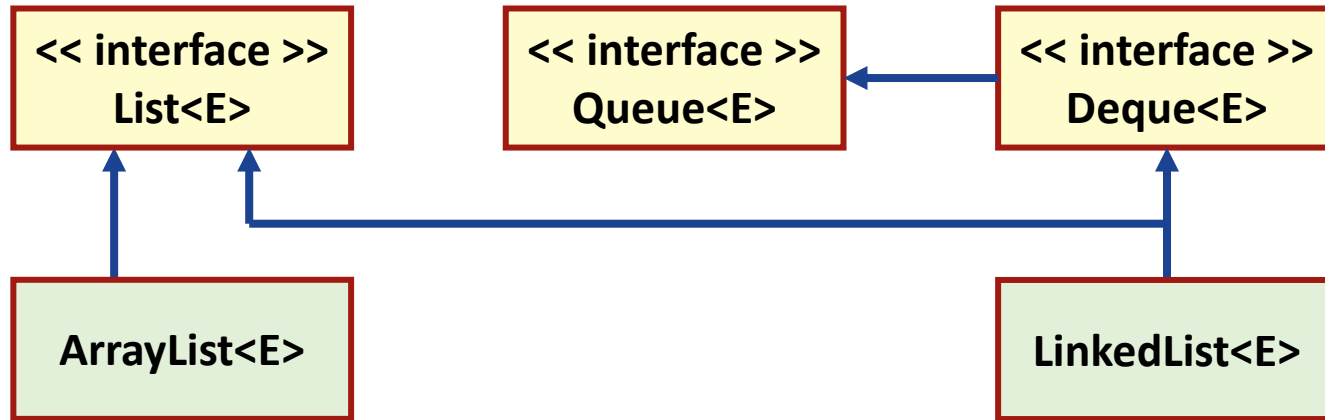 << interface >>
List<E>
<< interface >>
Queue<E>
<< interface >>
Deque<E>
ArrayList<E>
LinkedList<E>